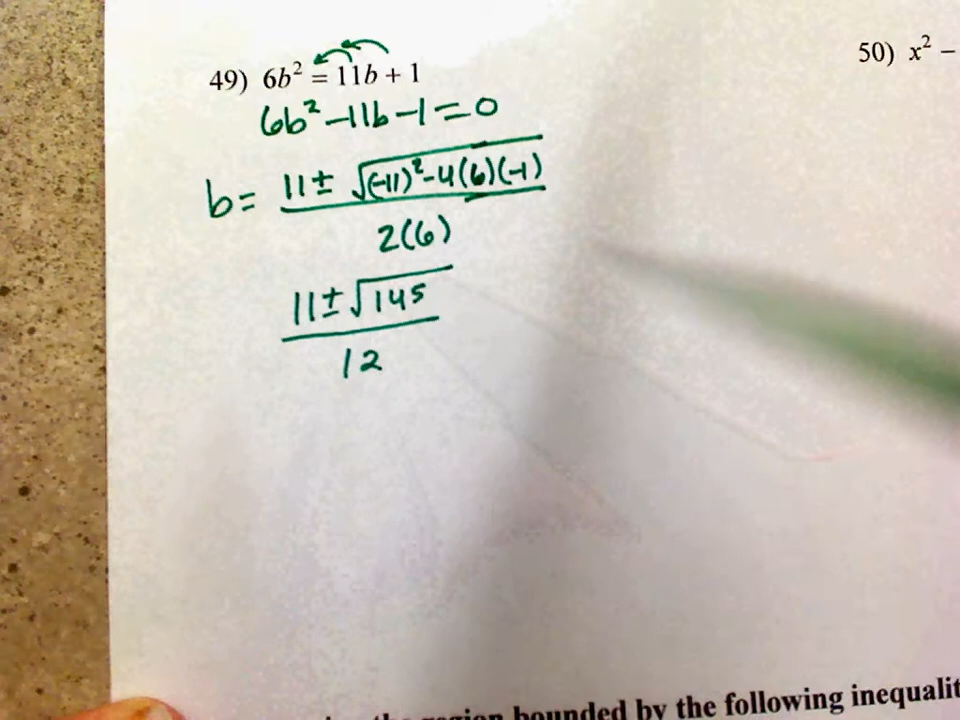 49) 6b² = 11b + 1
50) x² –
6b² – 11b – 1 = 0
b = 11 ± √(-11)² - 4(6)(-1)
2(6)
11 ± √145
12
region bounded by the following inequalit